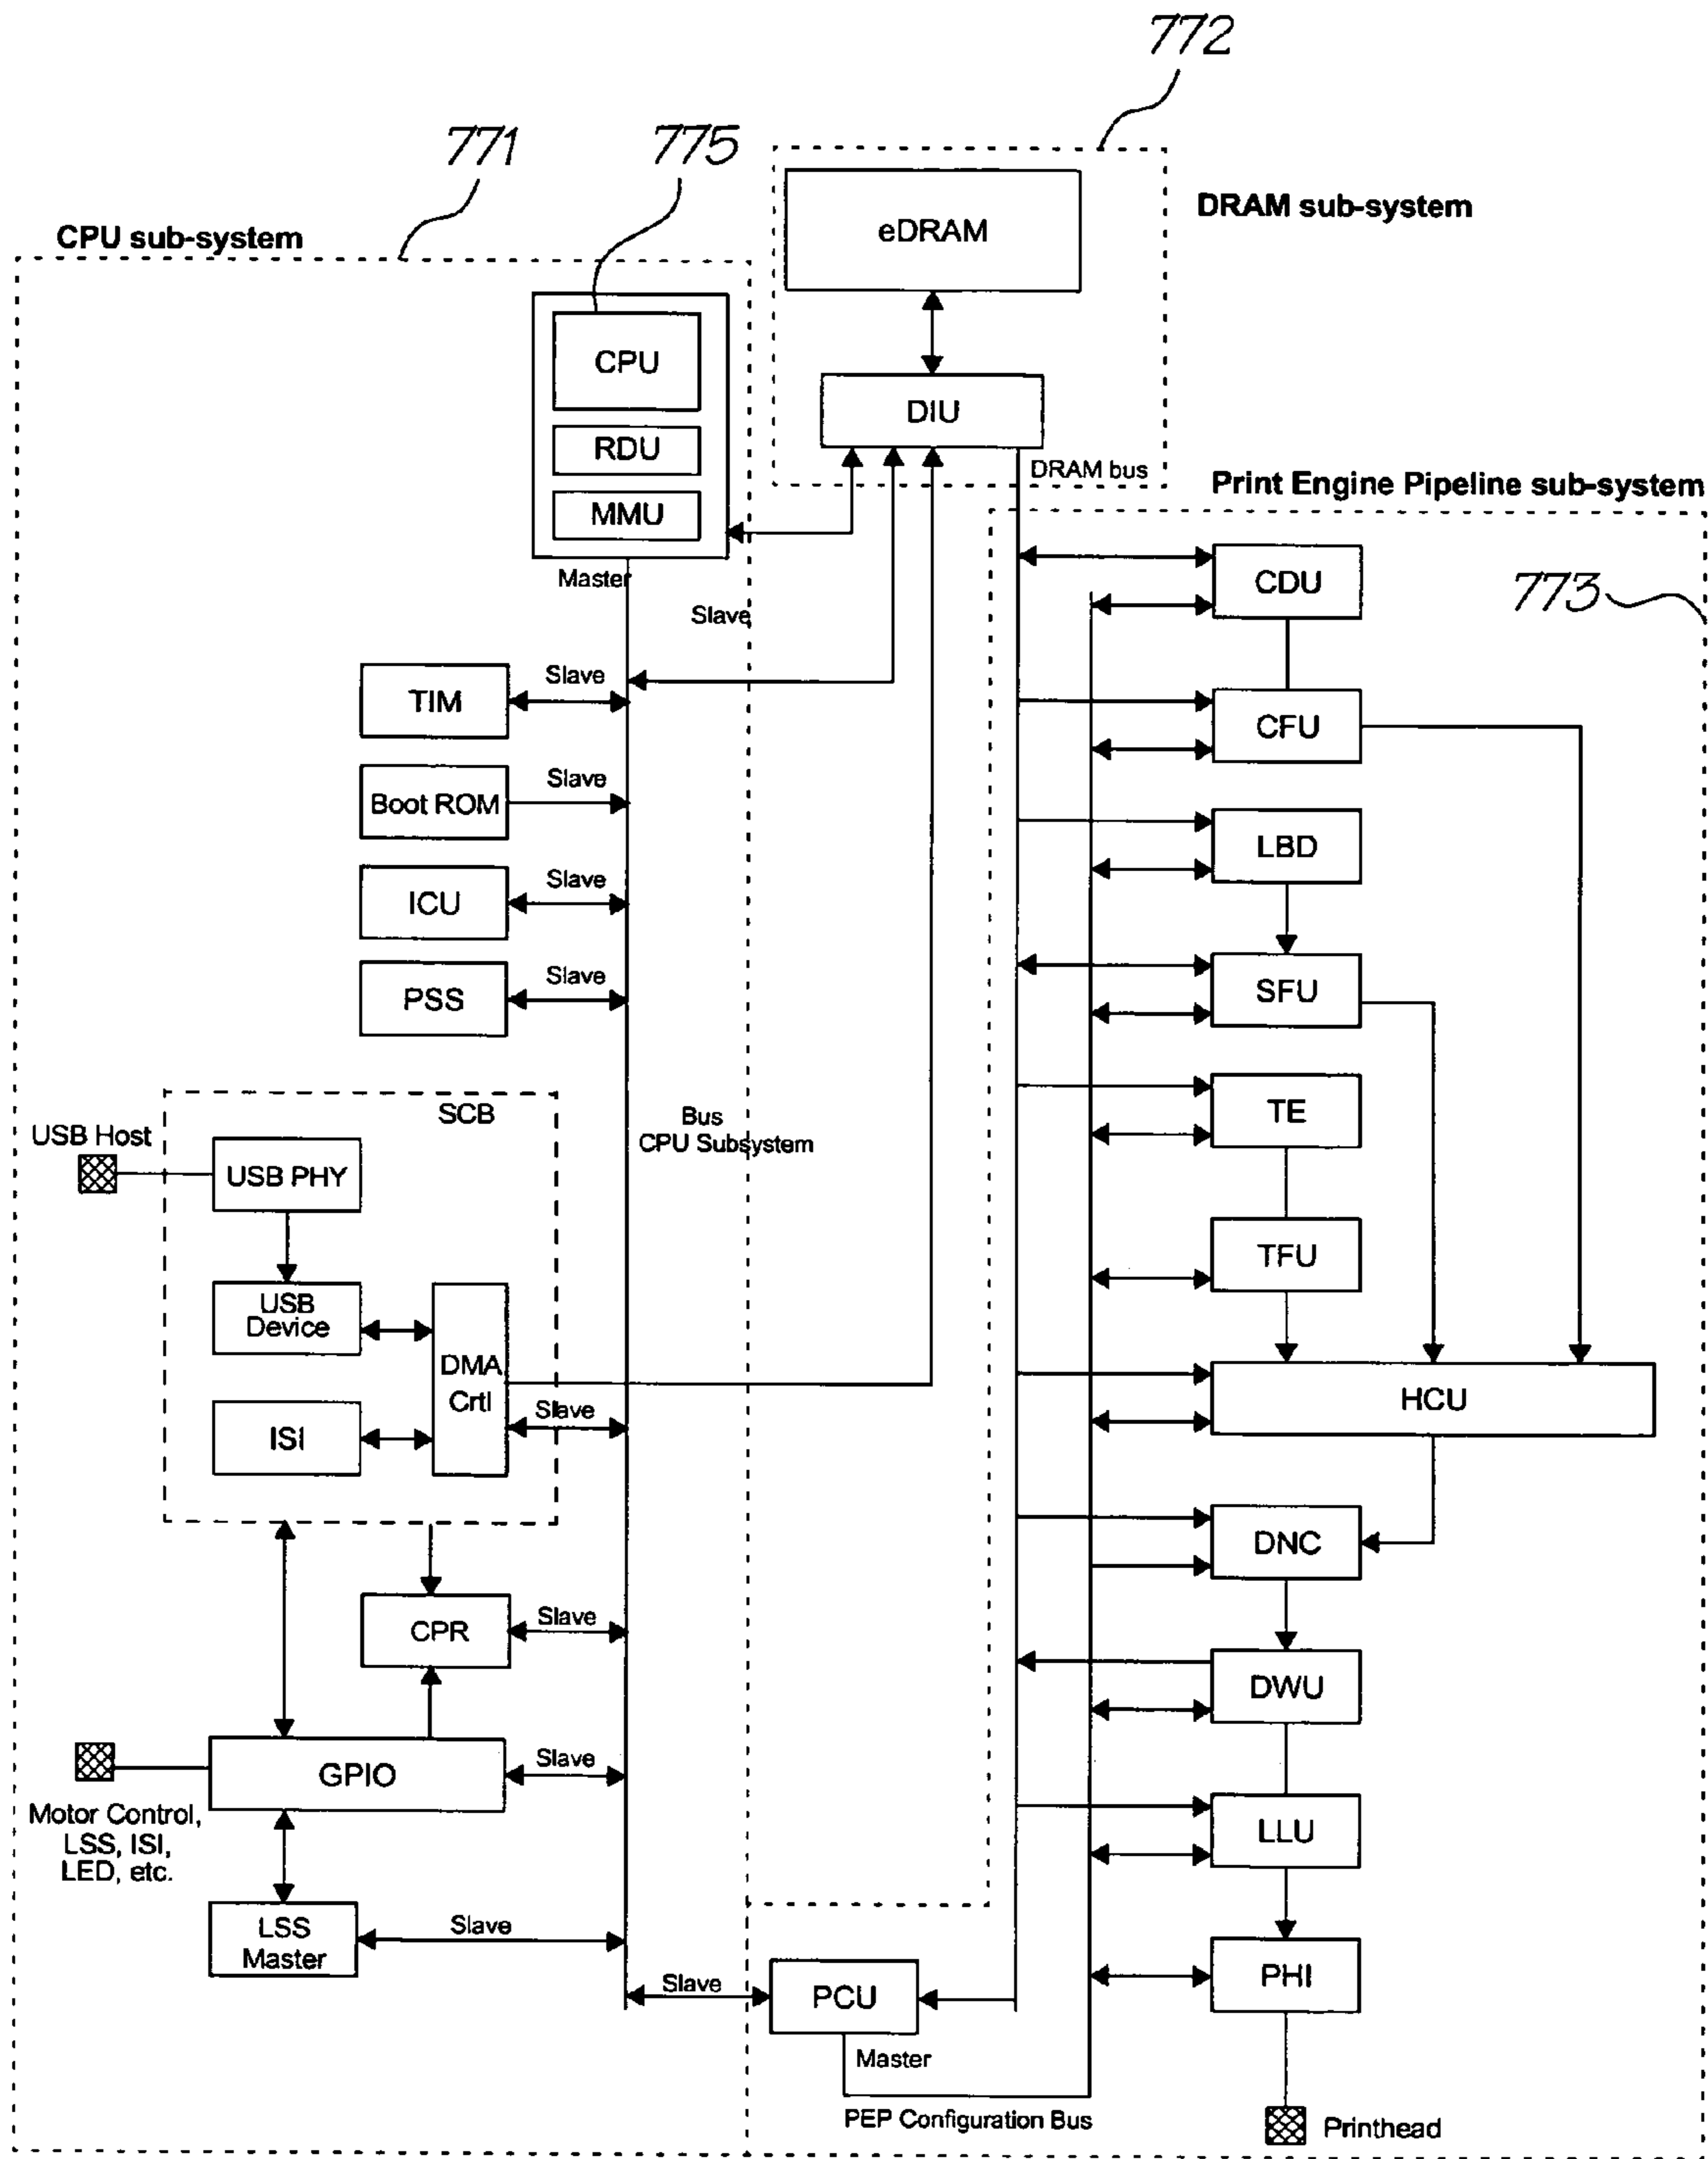 772
771
775
CPU sub-system
DRAM sub-system
eDRAM
CPU
RDU
MMU
DIU
DRAM bus
Print Engine Pipeline sub-system
773
Master
Slave
TIM
Slave
Boot ROM
Slave
ICU
Slave
PSS
Slave
CDU
CFU
LBD
SFU
TE
TFU
HCU
DNC
DWU
LLU
PHI
SCB
USB Host
USB PHY
USB
Device
DMA
Crtl
ISI
Slave
Bus
CPU Subsystem
CPR
Slave
GPIO
Slave
Motor Control,
LSS, ISI,
LED, etc.
LSS
Master
Slave
Slave
PCU
Master
PEP Configuration Bus
Printhead